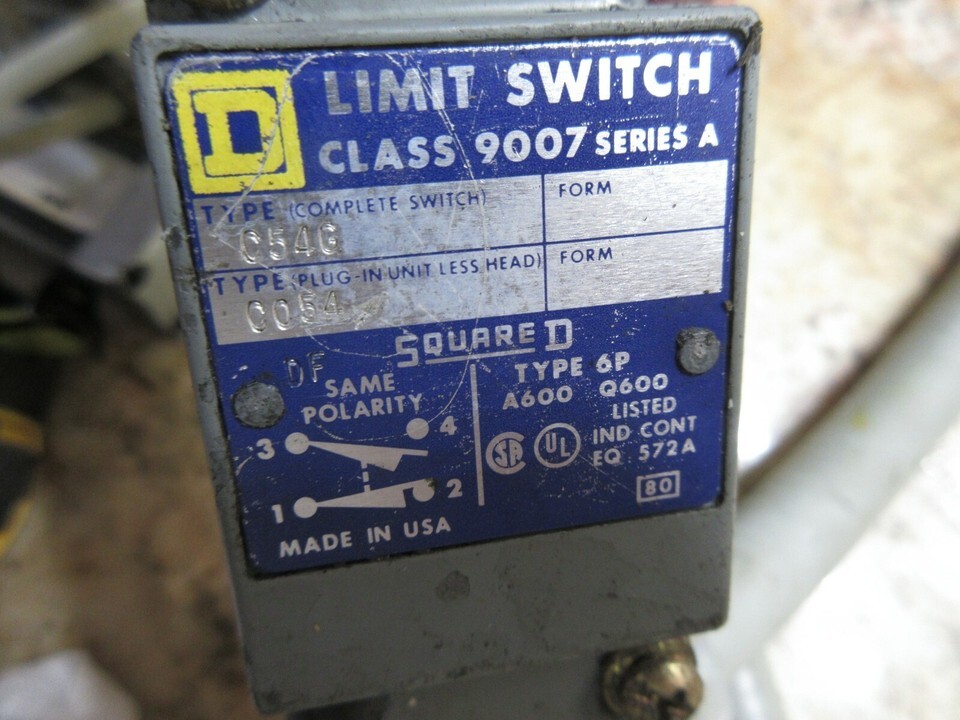 D LIMIT SWITCH
CLASS 9007 SERIES A
TYPE (COMPLETE SWITCH) FORM
C54G
TYPE (PLUG-IN UNIT LESS HEAD) FORM
CO54
SQUARE D
DF
SAME
POLARITY
3 4
1 2
MADE IN USA
TYPE 6P
A600 Q600
LISTED
SA UL IND CONT
EQ 572A
80